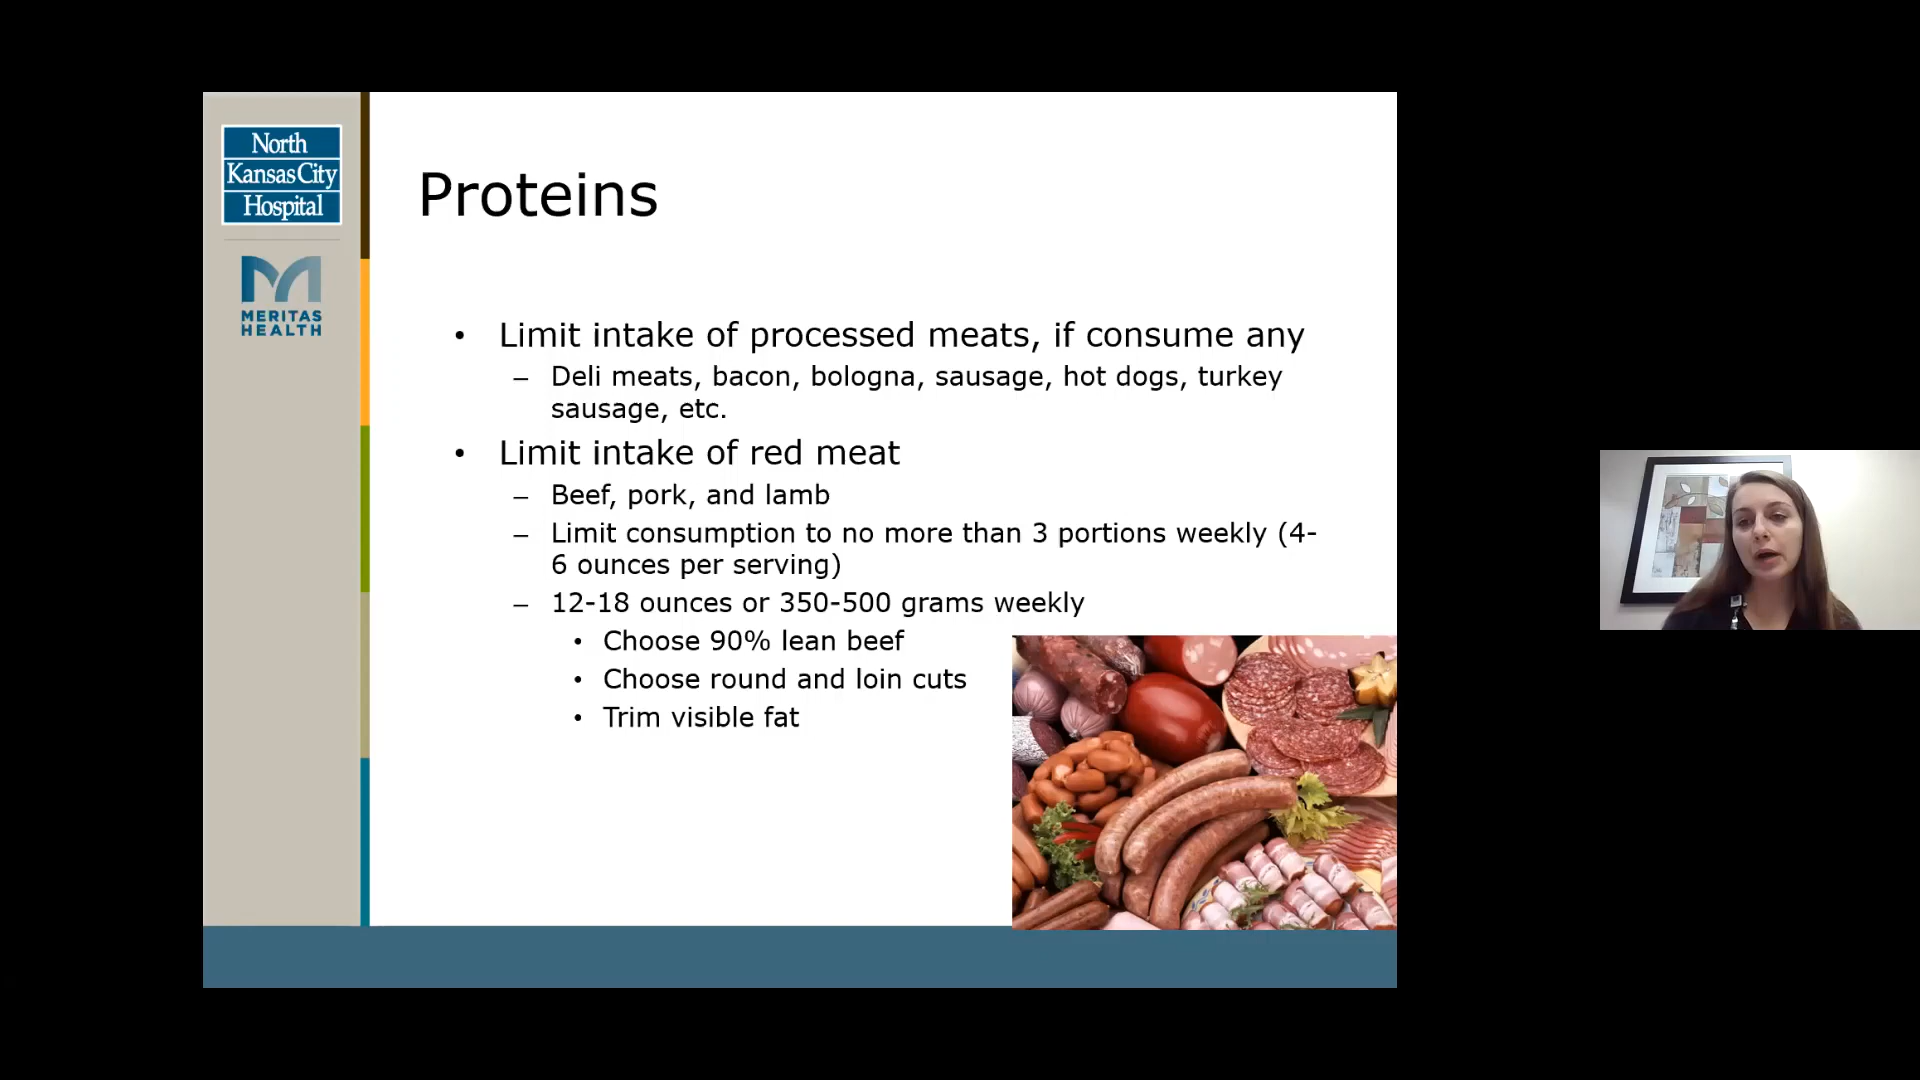 North
Kansas City
Hospital
MERITAS
HEALTH
Proteins
• Limit intake of processed meats, if consume any
– Deli meats, bacon, bologna, sausage, hot dogs, turkey
sausage, etc.
• Limit intake of red meat
– Beef, pork, and lamb
– Limit consumption to no more than 3 portions weekly (4-
6 ounces per serving)
– 12-18 ounces or 350-500 grams weekly
• Choose 90% lean beef
• Choose round and loin cuts
• Trim visible fat